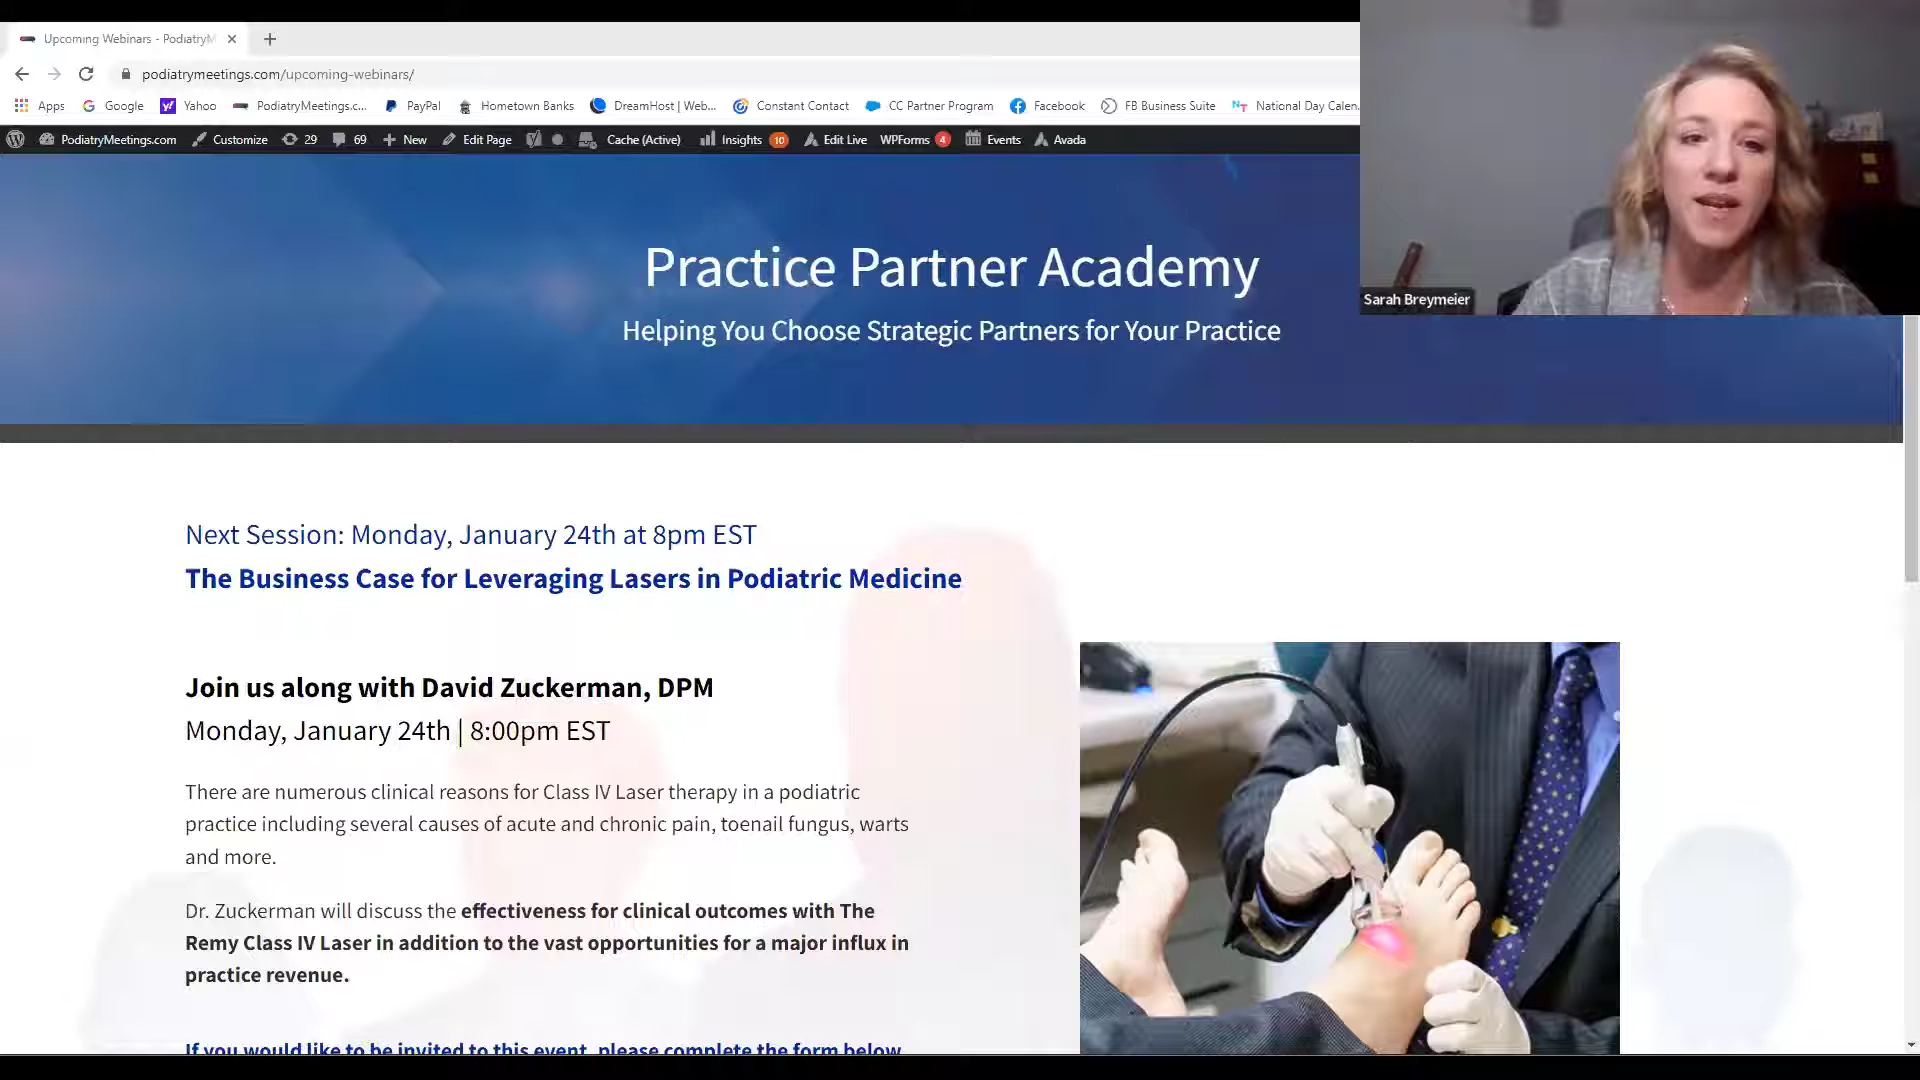 Upcoming Webinars - PodiatryM
podiatrymeetings.com/upcoming-webinars/
Apps Google Yahoo PodiatryMeetings.c... PayPal Hometown Banks DreamHost | Web... Constant Contact CC Partner Program Facebook FB Business Suite National Day Calen..
PodiatryMeetings.com Customize 29 69 New Edit Page Cache (Active) Insights 10 Edit Live WPForms 4 Events Avada
Sarah Breymeier
Practice Partner Academy
Helping You Choose Strategic Partners for Your Practice
Next Session: Monday, January 24th at 8pm EST
The Business Case for Leveraging Lasers in Podiatric Medicine
Join us along with David Zuckerman, DPM
Monday, January 24th | 8:00pm EST
There are numerous clinical reasons for Class IV Laser therapy in a podiatric
practice including several causes of acute and chronic pain, toenail fungus, warts
and more.
Dr. Zuckerman will discuss the effectiveness for clinical outcomes with The
Remy Class IV Laser in addition to the vast opportunities for a major influx in
practice revenue.
If you would like to be invited to this event, please complete the form below